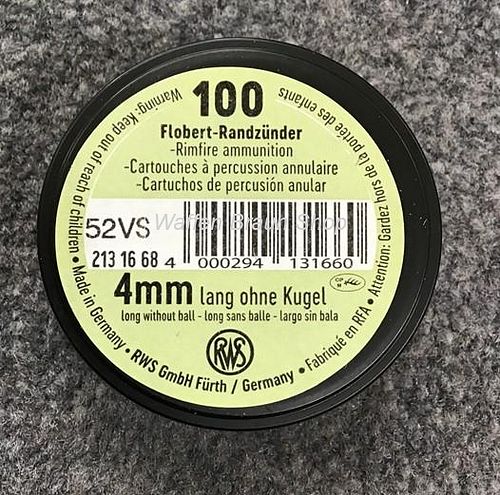 100
Flobert-Randzünder
-Rimfire ammunition
-Cartouches à percussion annulaire
-Cartuchos de percusión anular
52VS
Waffen Braun Shop
213 16 68 4 000294 131660
4mm lang ohne Kugel
long without ball - long sans balle - largo sin bala
RWS
Warning: Keep out of reach of children • Made in Germany • RWS GmbH Fürth / Germany • Fabriqué en RFA • Attention: Gardez hors de la portée des enfants